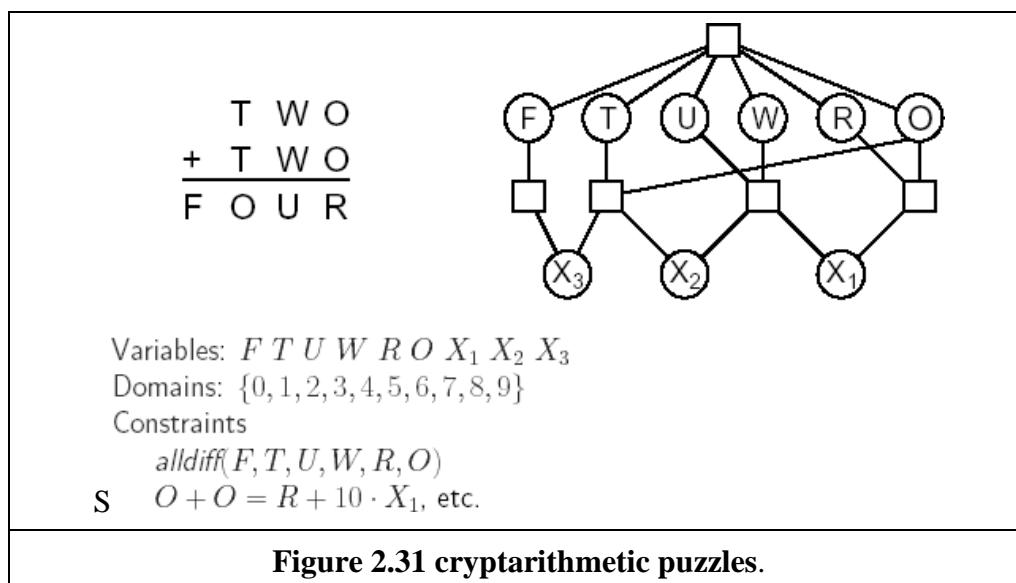 T W O
+ T W O
F O U R
F T U W R O
X₃ X₂ X₁
Variables: F T U W R O X₁ X₂ X₃
Domains: {0, 1, 2, 3, 4, 5, 6, 7, 8, 9}
Constraints
alldiff(F, T, U, W, R, O)
S O + O = R + 10 · X₁, etc.
Figure 2.31 cryptarithmetic puzzles.